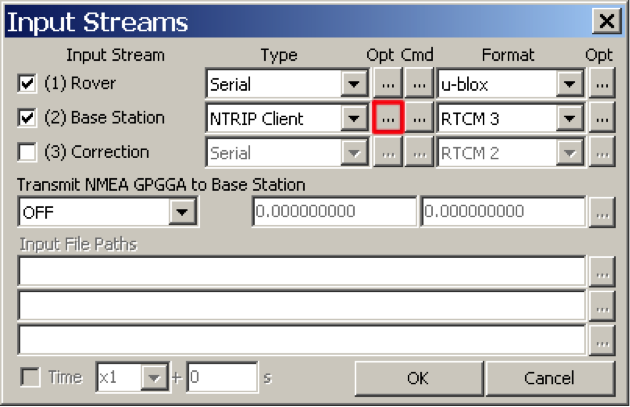 Input Streams
Input Stream Type Opt Cmd Format Opt
(1) Rover Serial ... ... u-blox ...
(2) Base Station NTRIP Client ... ... RTCM 3 ...
(3) Correction Serial ... ... RTCM 2 ...
Transmit NMEA GPGGA to Base Station
OFF 0.000000000 0.000000000 ...
Input File Paths
...
...
...
Time x1 + 0 s OK Cancel